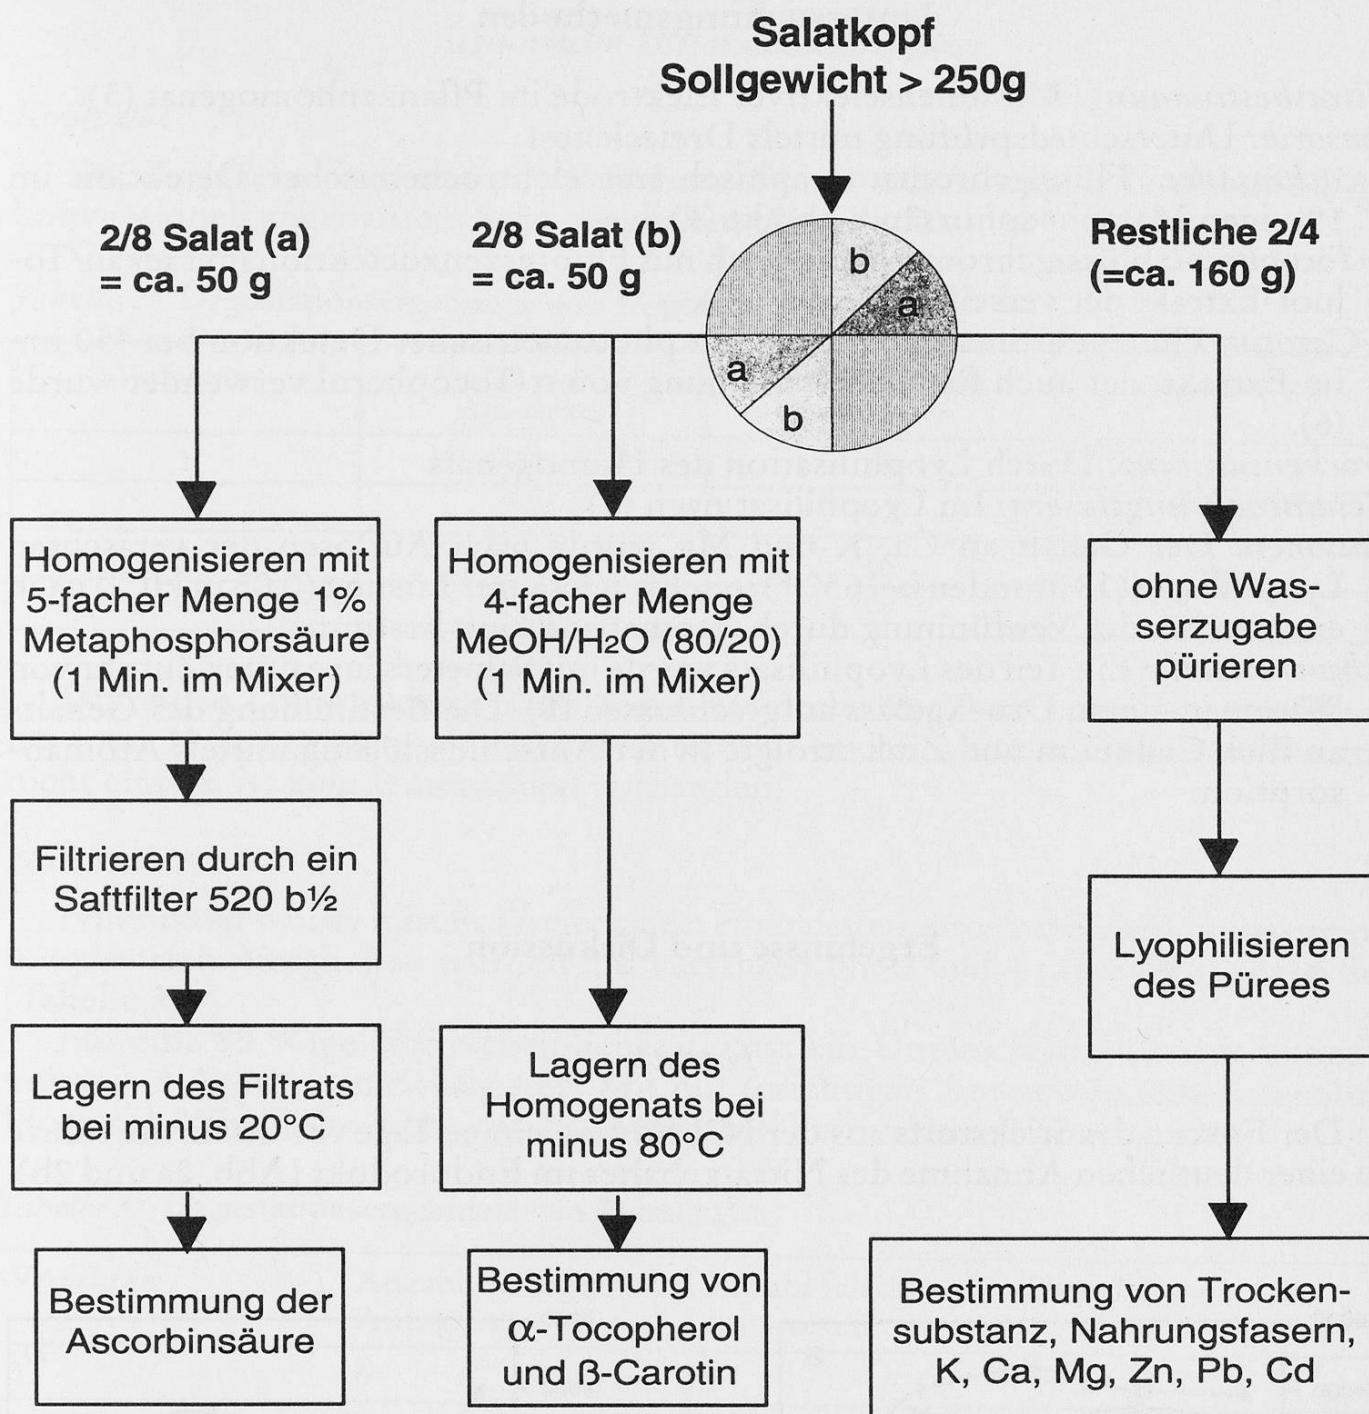 Salatkopf
Sollgewicht > 250g
2/8 Salat (a)
= ca. 50 g
2/8 Salat (b)
= ca. 50 g
b
a
a
b
Restliche 2/4
(=ca. 160 g)
Homogenisieren mit
5-facher Menge 1%
Metaphosphorsäure
(1 Min. im Mixer)
Filtrieren durch ein
Saftfilter 520 b½
Lagern des Filtrats
bei minus 20°C
Bestimmung der
Ascorbinsäure
Homogenisieren mit
4-facher Menge
MeOH/H2O (80/20)
(1 Min. im Mixer)
Lagern des
Homogenats bei
minus 80°C
Bestimmung von
α-Tocopherol
und ß-Carotin
ohne Was-
serzugabe
pürieren
Lyophilisieren
des Pürees
Bestimmung von Trocken-
substanz, Nahrungsfasern,
K, Ca, Mg, Zn, Pb, Cd